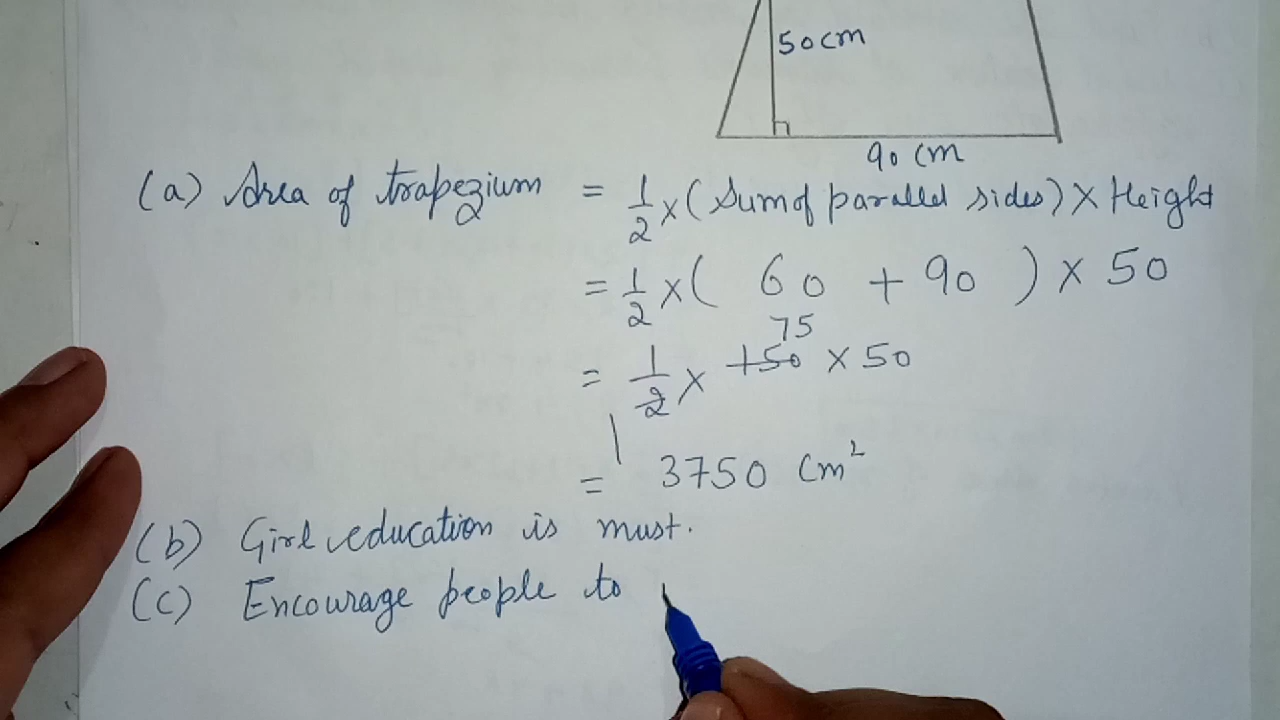 50cm
90 cm
(a) Area of trapezium = 1/2 × (Sum of parallel sides) × Height
= 1/2 × ( 60 + 90 ) × 50
75
= 1/2 × 150 × 50
1
= 3750 cm²
(b) Girl education is must.
(c) Encourage people to